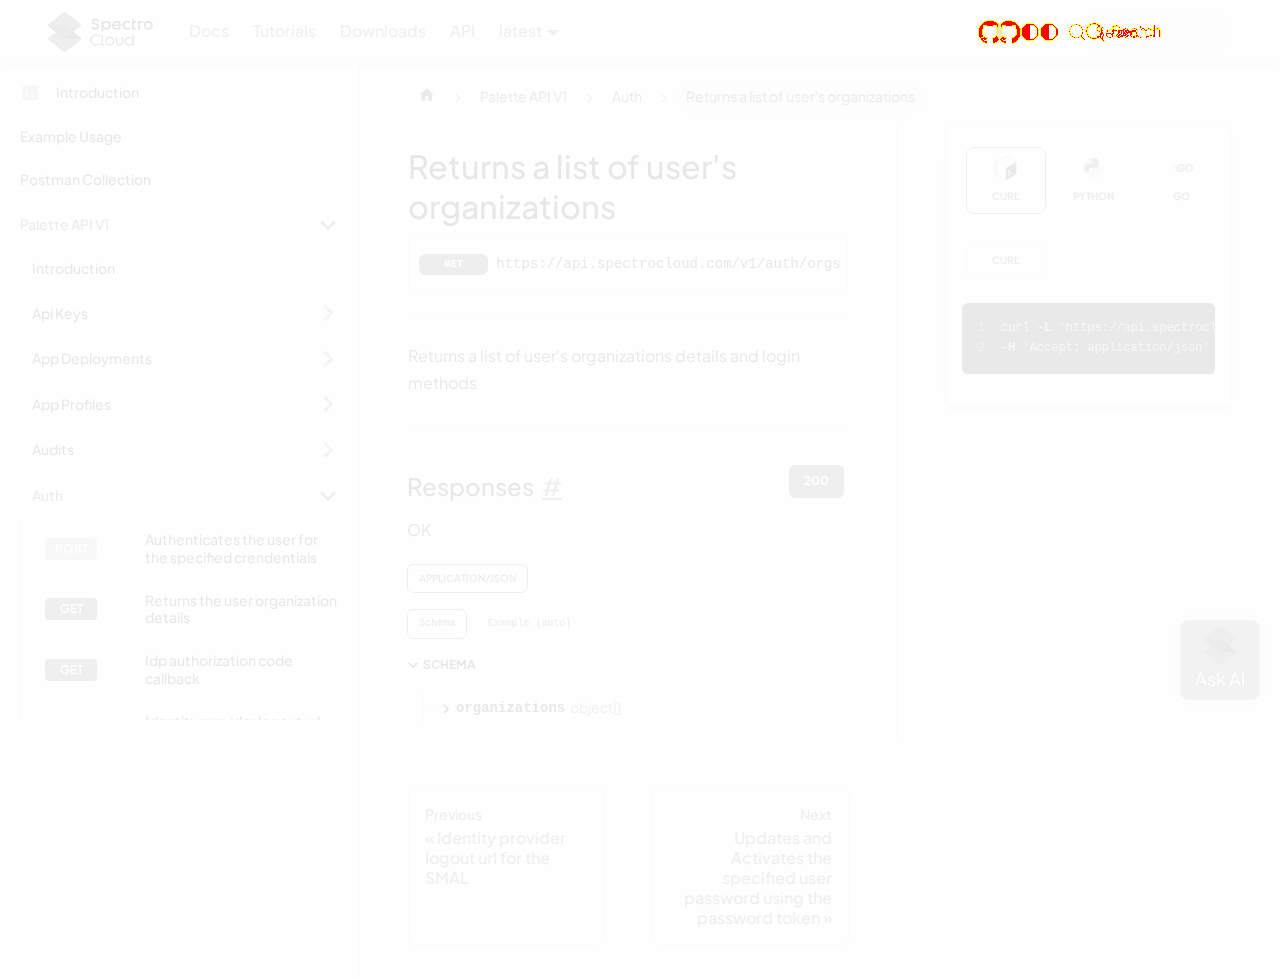 Spectro
Cloud
Docs
Tutorials
Downloads
API
latest
Introduction
Example Usage
Postman Collection
Palette API V1
Introduction
Api Keys
App Deployments
App Profiles
Audits
Auth
POST
Authenticates the user for
the specified crendentials
GET
Returns the user organization
details
GET
Idp authorization code
callback
Palette API V1
Auth
Returns a list of user's organizations
Returns a list of user's
organizations
GET
https://api.spectrocloud.com/v1/auth/orgs
Returns a list of user's organizations details and login
methods
Responses #
200
OK
APPLICATION/JSON
Schema
Example (auto)
SCHEMA
organizations object[]
Previous
« Identity provider
logout url for the
SMAL
Next
Updates and
Activates the
specified user
password using the
password token »
CURL
PYTHON
GO
GO
CURL
1 curl -L 'https://api.spectrocl
2 -H 'Accept: application/json'
Ask AI